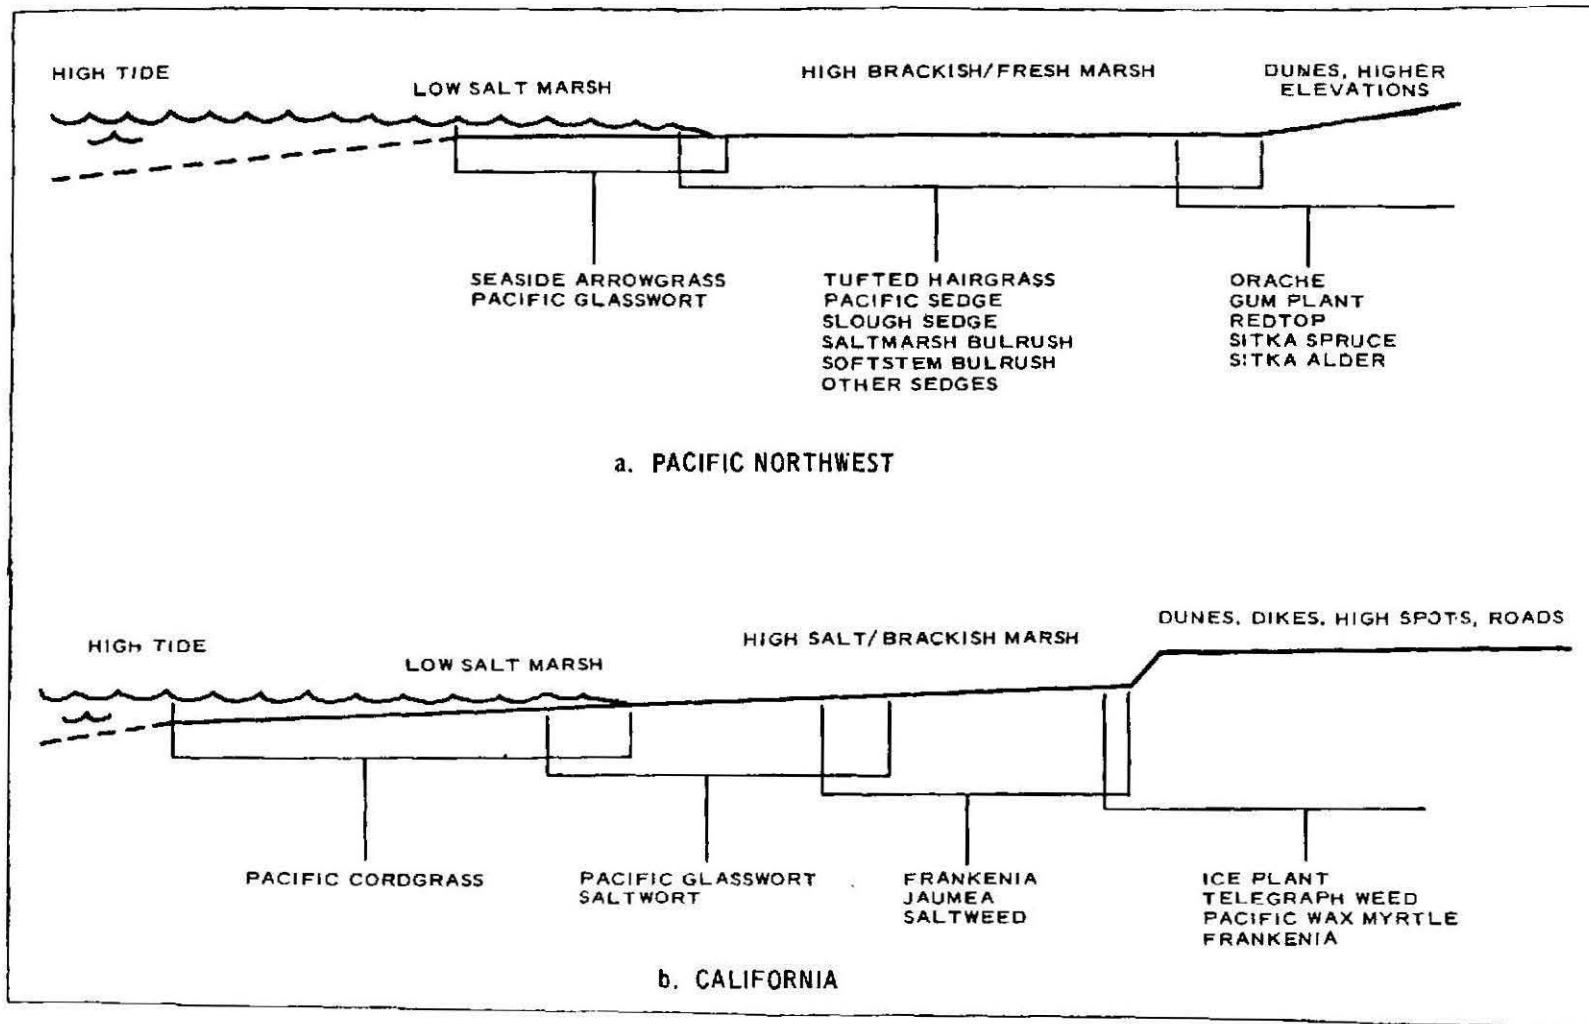 HIGH TIDE
LOW SALT MARSH
HIGH BRACKISH/FRESH MARSH
DUNES, HIGHER
ELEVATIONS
SEASIDE ARROWGRASS
PACIFIC GLASSWORT
TUFTED HAIRGRASS
PACIFIC SEDGE
SLOUGH SEDGE
SALTMARSH BULRUSH
SOFTSTEM BULRUSH
OTHER SEDGES
ORACHE
GUM PLANT
REDTOP
SITKA SPRUCE
SITKA ALDER
a. PACIFIC NORTHWEST
HIGH TIDE
LOW SALT MARSH
HIGH SALT/BRACKISH MARSH
DUNES, DIKES, HIGH SPOTS, ROADS
PACIFIC CORDGRASS
PACIFIC GLASSWORT
SALTWORT
FRANKENIA
JAUMEA
SALTWEED
ICE PLANT
TELEGRAPH WEED
PACIFIC WAX MYRTLE
FRANKENIA
b. CALIFORNIA